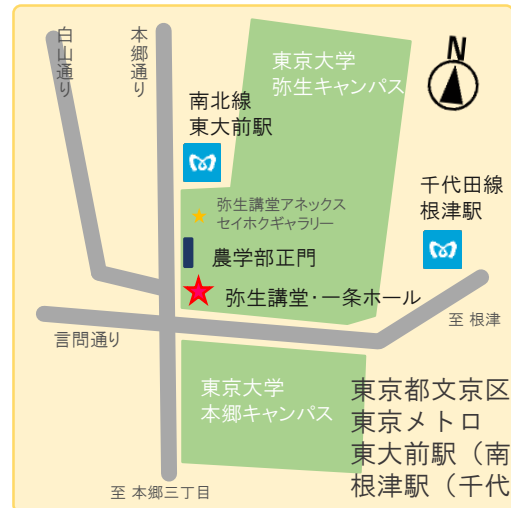 白山通り
本郷通り
東京大学
弥生キャンパス
N
南北線
東大前駅
千代田線
根津駅
弥生講堂アネックス
セイホクギャラリー
農学部正門
弥生講堂・一条ホール
至 根津
言問通り
東京大学
本郷キャンパス
東京都文京区
東京メトロ
東大前駅（南
根津駅（千代
至 本郷三丁目